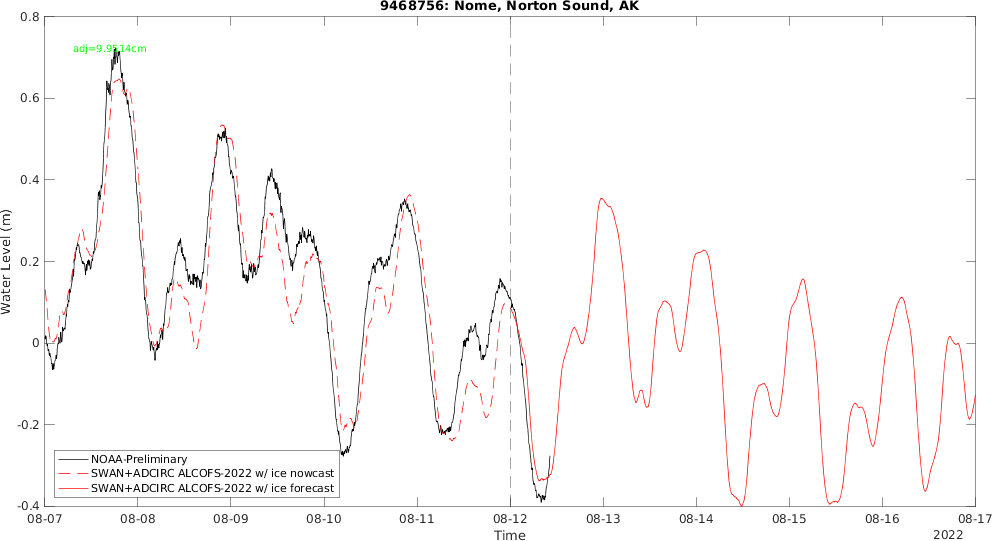 9468756: Nome, Norton Sound, AK
adj=9.9514cm
Water Level (m)
0.8
0.6
0.4
0.2
0
-0.2
-0.4
NOAA-Preliminary
SWAN+ADCIRC ALCOFS-2022 w/ ice nowcast
SWAN+ADCIRC ALCOFS-2022 w/ ice forecast
08-07 08-08 08-09 08-10 08-11 08-12 08-13 08-14 08-15 08-16 08-17
Time
2022